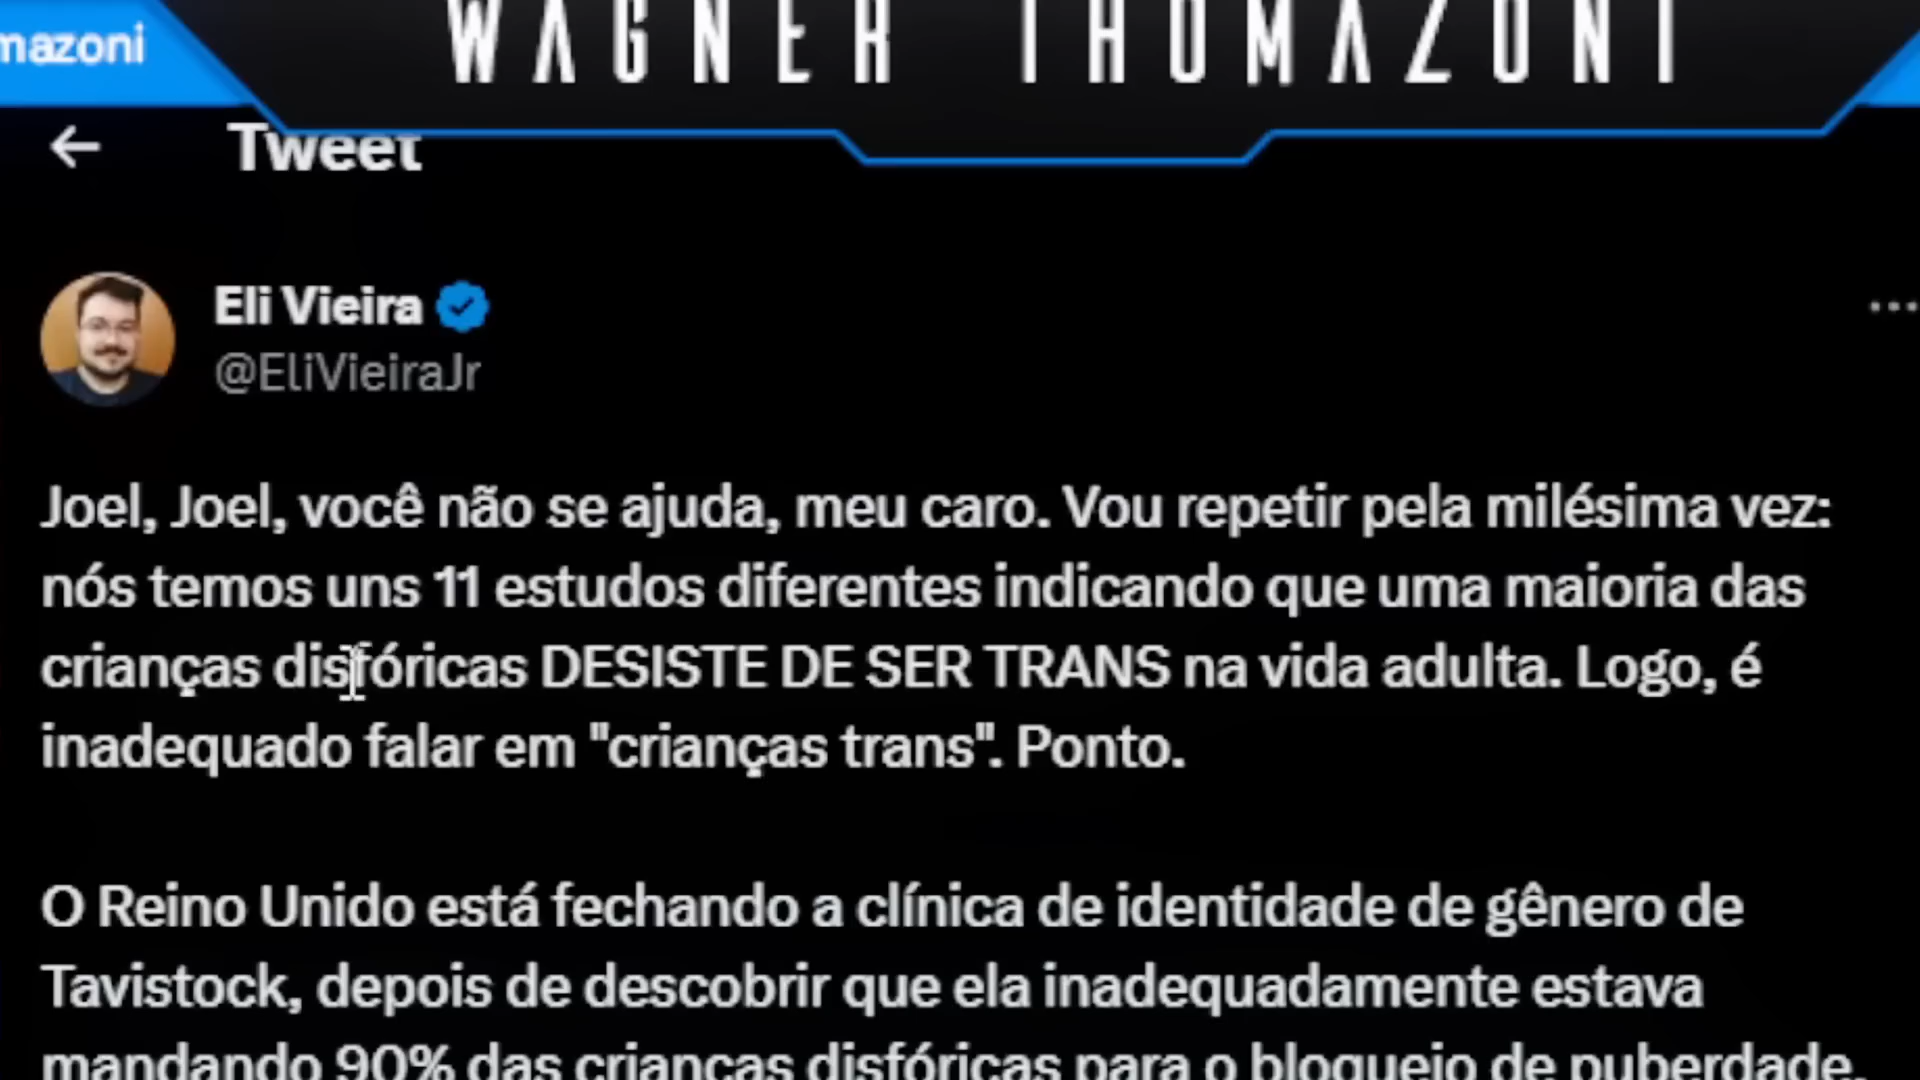 mazoni
WAGNER THOMAZONI
Tweet
Eli Vieira
@EliVieiraJr
Joel, Joel, você não se ajuda, meu caro. Vou repetir pela milésima vez:
nós temos uns 11 estudos diferentes indicando que uma maioria das
crianças disfóricas DESISTE DE SER TRANS na vida adulta. Logo, é
inadequado falar em "crianças trans". Ponto.
O Reino Unido está fechando a clínica de identidade de gênero de
Tavistock, depois de descobrir que ela inadequadamente estava
mandando 90% das crianças disfóricas para o bloqueio de puberdade.